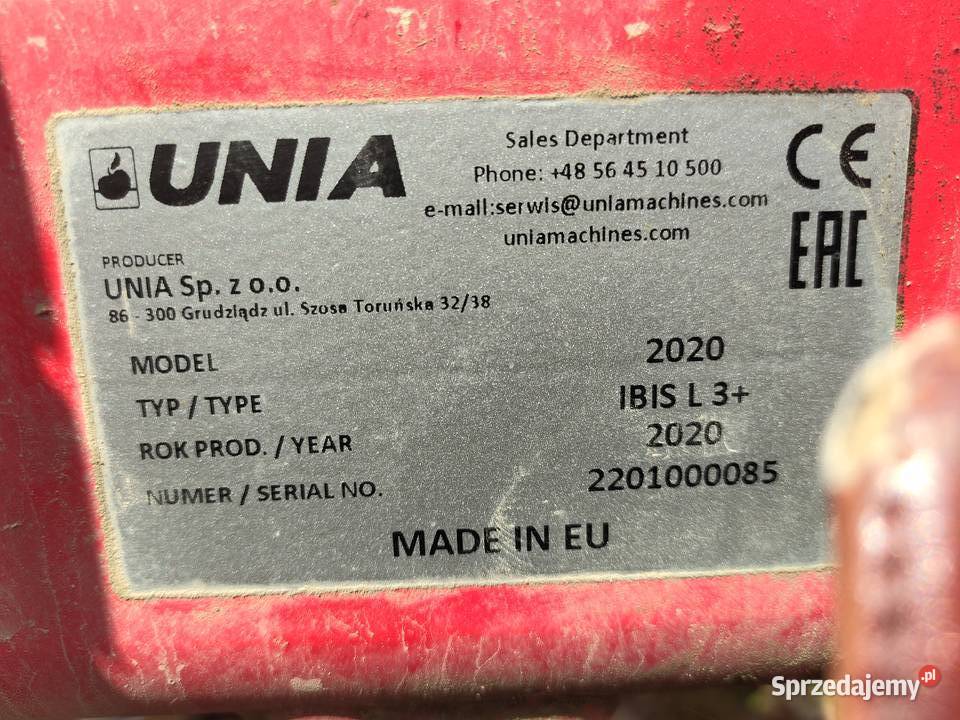 UNIA
Sales Department
Phone: +48 56 45 10 500
e-mail:serwis@uniamachines.com
uniamachines.com
CE
EAC
PRODUCER
UNIA Sp. z o.o.
86 - 300 Grudziądz ul. Szosa Toruńska 32/38
MODEL 2020
TYP / TYPE IBIS L 3+
ROK PROD. / YEAR 2020
NUMER / SERIAL NO. 2201000085
MADE IN EU
Sprzedajemy.pl